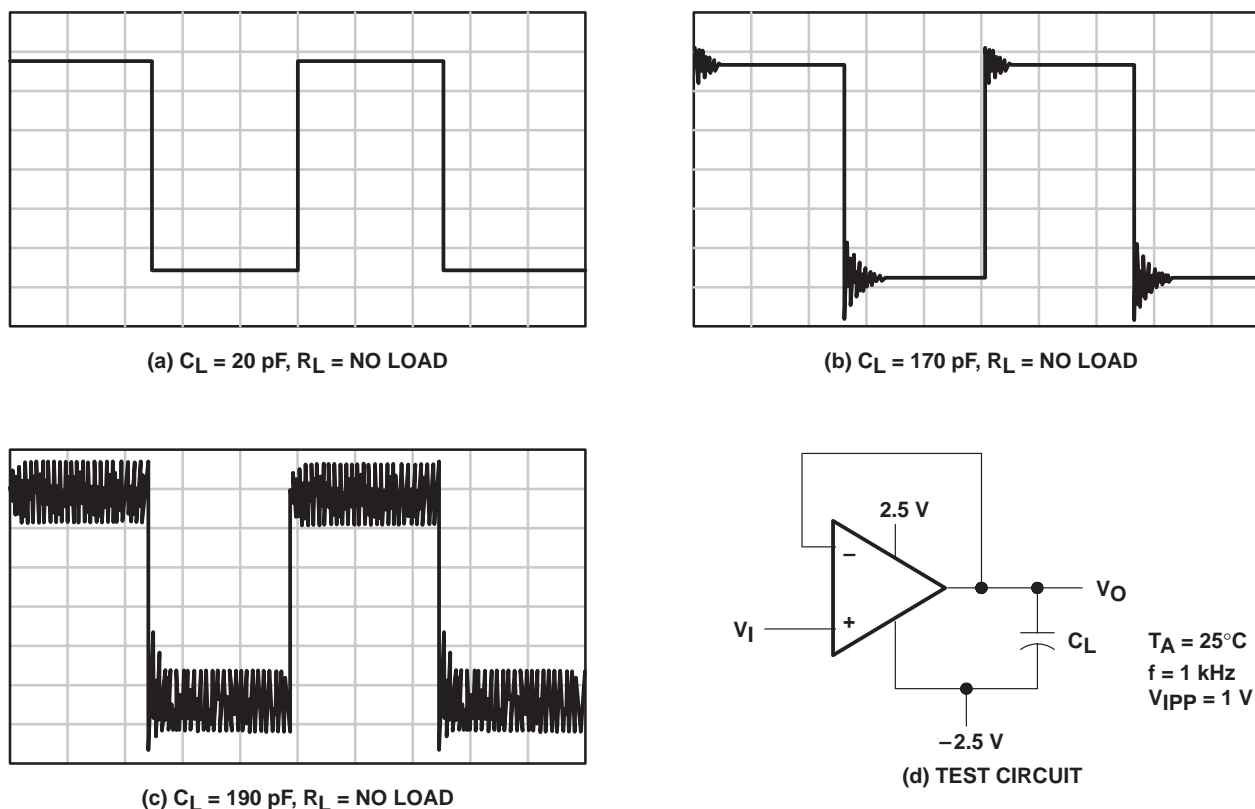 (a) CL = 20 pF, RL = NO LOAD
(b) CL = 170 pF, RL = NO LOAD
(c) CL = 190 pF, RL = NO LOAD
2.5 V
–
VO
VI
+
CL
TA = 25°C
f = 1 kHz
VIPP = 1 V
–2.5 V
(d) TEST CIRCUIT